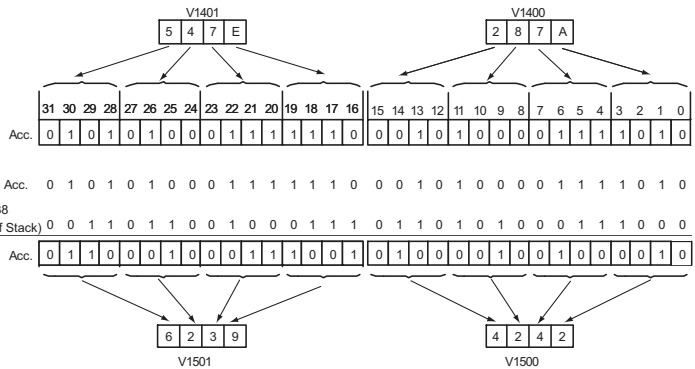 V1401 V1400
5 4 7 E 2 8 7 A
31 30 29 28 27 26 25 24 23 22 21 20 19 18 17 16 15 14 13 12 11 10 9 8 7 6 5 4 3 2 1 0
Acc. 0 1 0 1 0 1 0 0 0 1 1 1 1 1 1 0 0 0 1 0 1 0 0 0 0 1 1 1 1 0 1 0
Acc. 0 1 0 1 0 1 0 0 0 1 1 1 1 1 1 0 0 0 1 0 1 0 0 0 0 1 1 1 1 0 1 0
38
f Stack) 0 0 1 1 0 1 1 0 0 1 0 0 0 1 1 1 0 1 1 0 1 0 1 0 0 0 1 1 1 0 0 0
Acc. 0 1 1 0 0 0 1 0 0 0 1 1 1 0 0 1 0 1 0 0 0 0 1 0 0 1 0 0 0 0 1 0
6 2 3 9 4 2 4 2
V1501 V1500